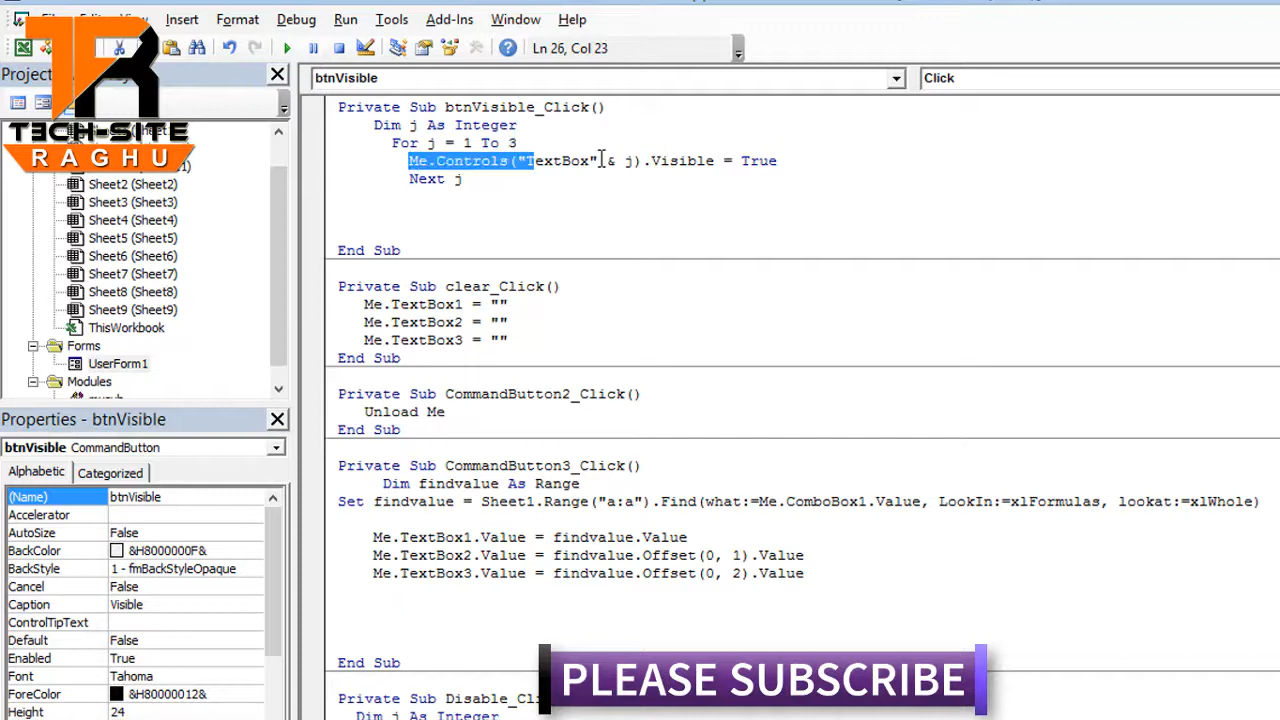 Insert Format Debug Run Tools Add-Ins Window Help
Ln 26, Col 23
TECH-SITE
RAGHU
btnVisible
Click
Sheet2 (Sheet2)
Sheet3 (Sheet3)
Sheet4 (Sheet4)
Sheet5 (Sheet5)
Sheet6 (Sheet6)
Sheet7 (Sheet7)
Sheet8 (Sheet8)
Sheet9 (Sheet9)
ThisWorkbook
Forms
UserForm1
Modules
Properties - btnVisible
btnVisible CommandButton
Alphabetic Categorized
(Name) btnVisible
Accelerator
AutoSize False
BackColor &H8000000F&
BackStyle 1 - fmBackStyleOpaque
Cancel False
Caption Visible
ControlTipText
Default False
Enabled True
Font Tahoma
ForeColor &H80000012&
Height 24
Private Sub btnVisible_Click()
Dim j As Integer
For j = 1 To 3
Me.Controls("TextBox" & j).Visible = True
Next j
End Sub
Private Sub clear_Click()
Me.TextBox1 = ""
Me.TextBox2 = ""
Me.TextBox3 = ""
End Sub
Private Sub CommandButton2_Click()
Unload Me
End Sub
Private Sub CommandButton3_Click()
Dim findvalue As Range
Set findvalue = Sheet1.Range("a:a").Find(what:=Me.ComboBox1.Value, LookIn:=xlFormulas, lookat:=xlWhole)
Me.TextBox1.Value = findvalue.Value
Me.TextBox2.Value = findvalue.Offset(0, 1).Value
Me.TextBox3.Value = findvalue.Offset(0, 2).Value
End Sub
Private Sub Disable_
Dim j As Integer
PLEASE SUBSCRIBE